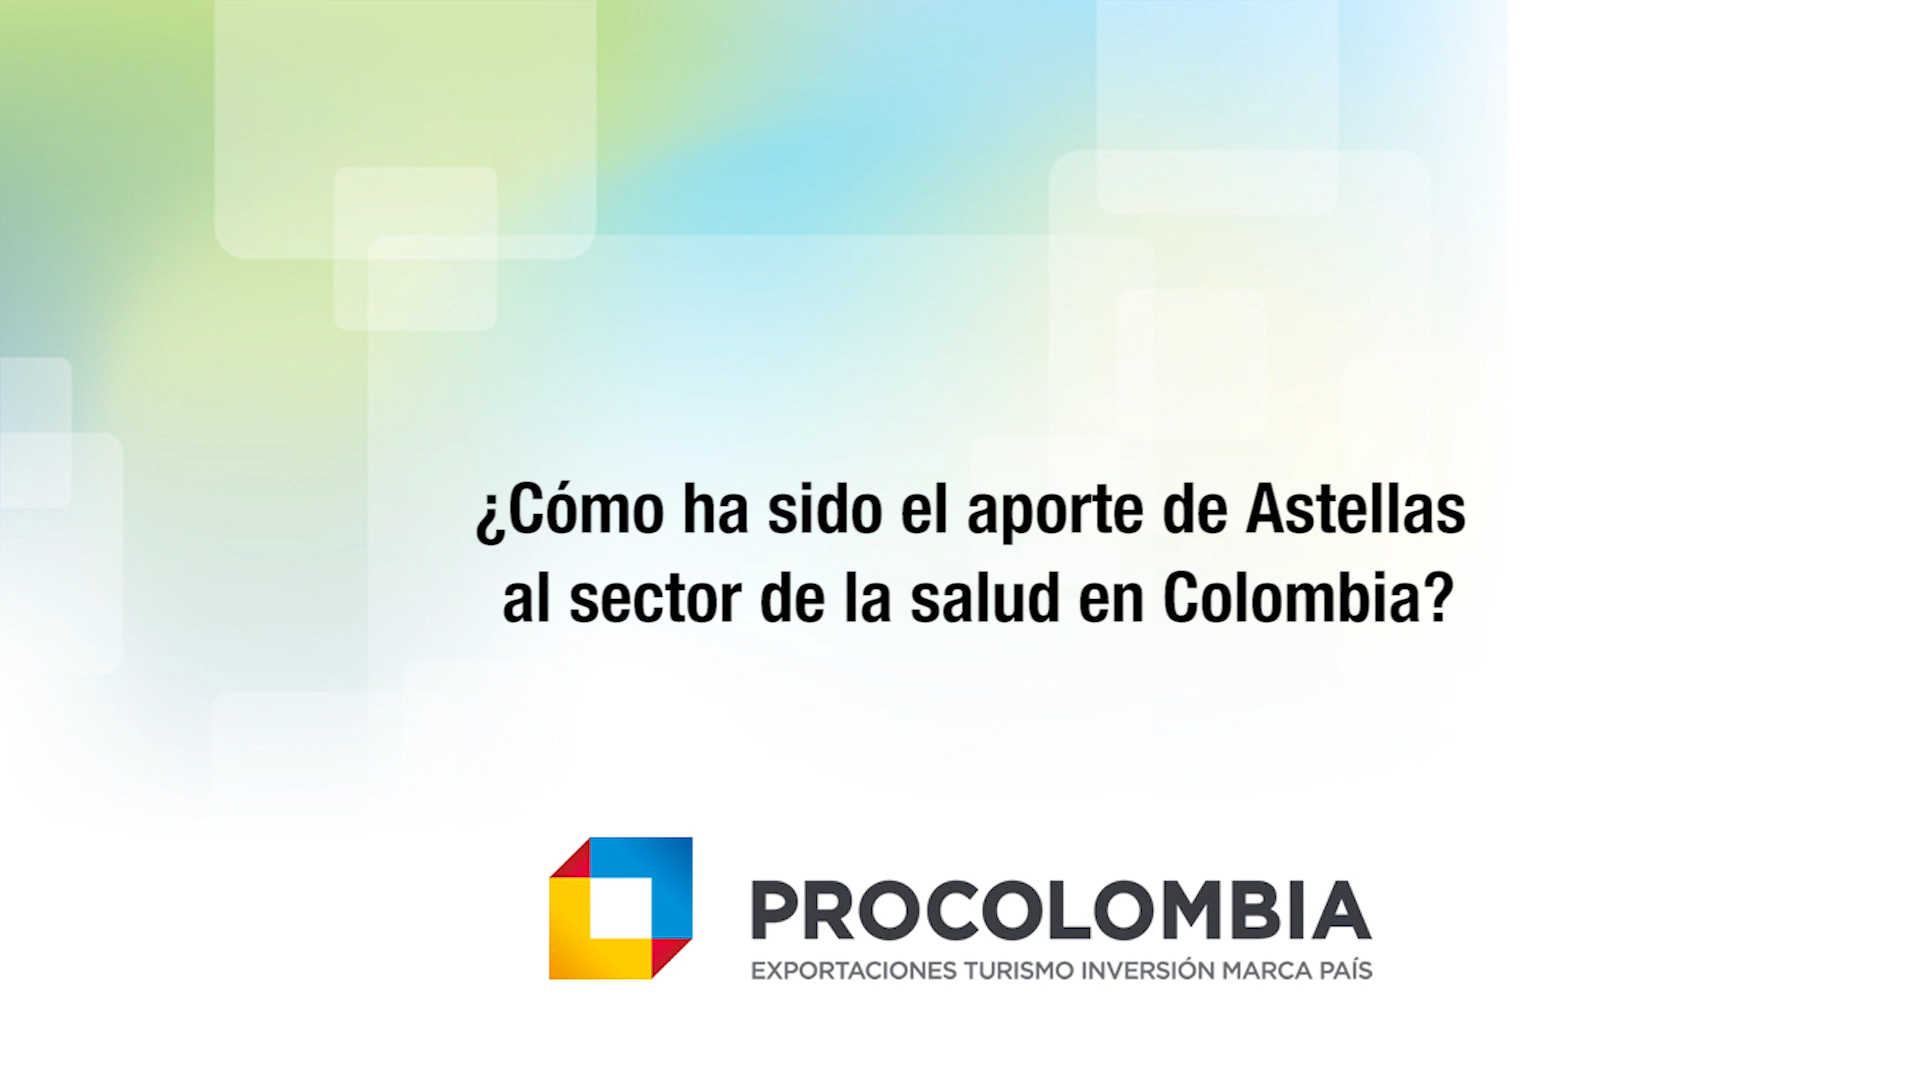 ¿Cómo ha sido el aporte de Astellas
al sector de la salud en Colombia?
PROCOLOMBIA
EXPORTACIONES TURISMO INVERSIÓN MARCA PAÍS